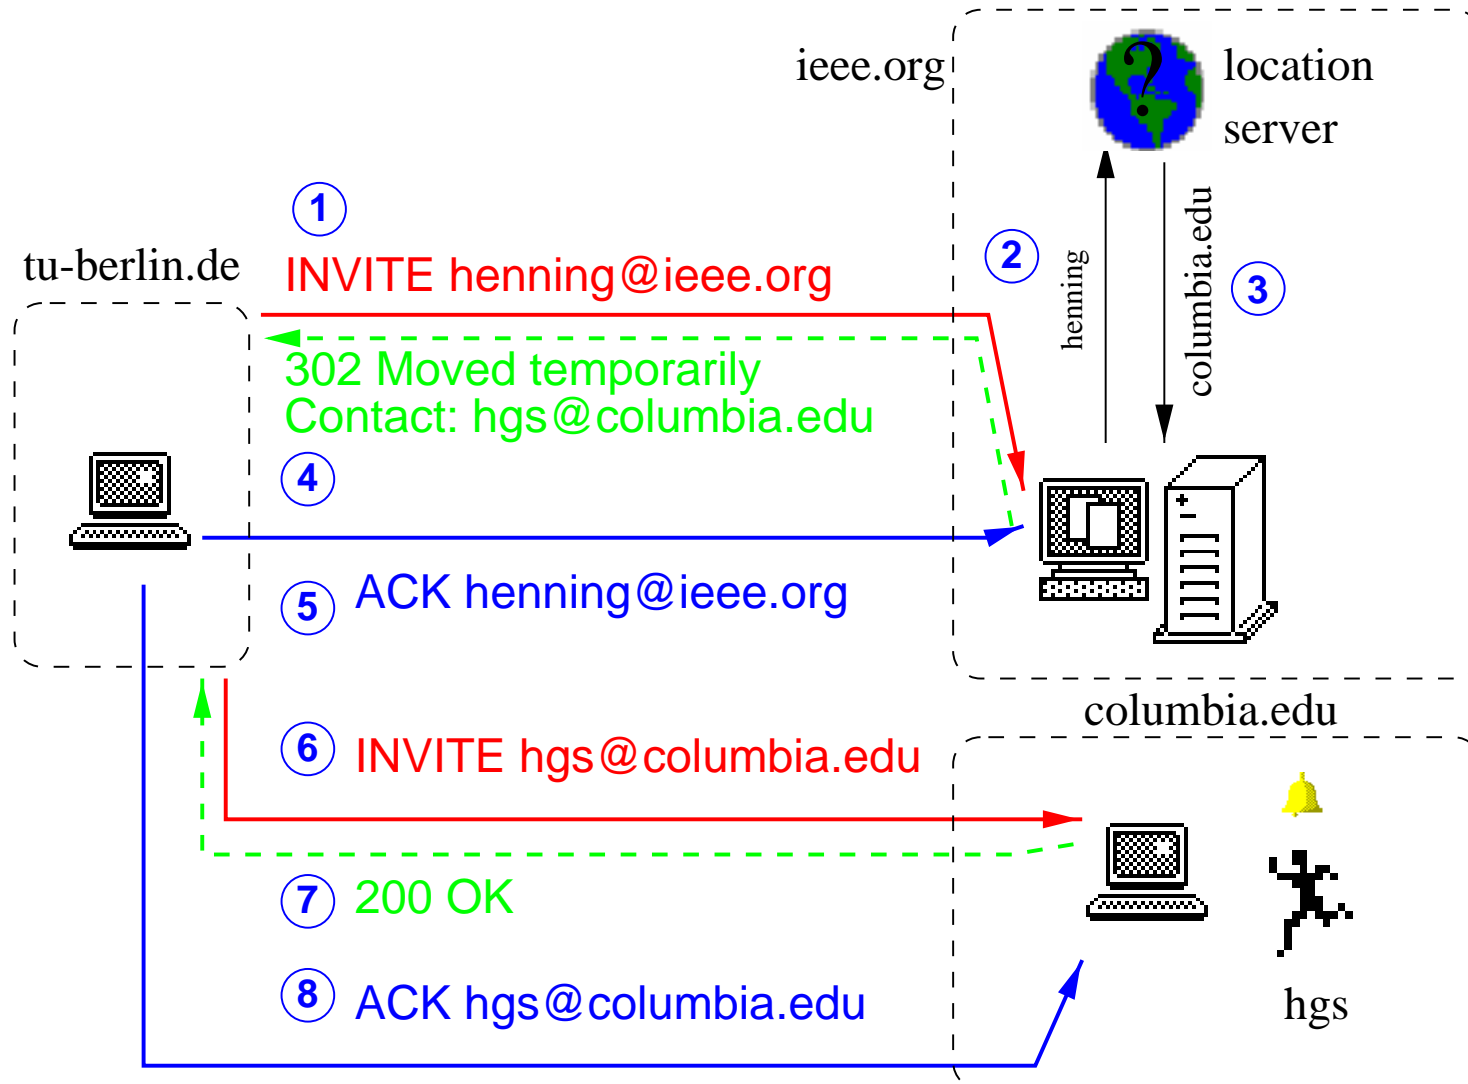 ieee.org
location
server
1
tu-berlin.de
INVITE henning@ieee.org
2
henning
columbia.edu
3
302 Moved temporarily
Contact: hgs@columbia.edu
4
5
ACK henning@ieee.org
columbia.edu
6
INVITE hgs@columbia.edu
7
200 OK
8
ACK hgs@columbia.edu
hgs
?